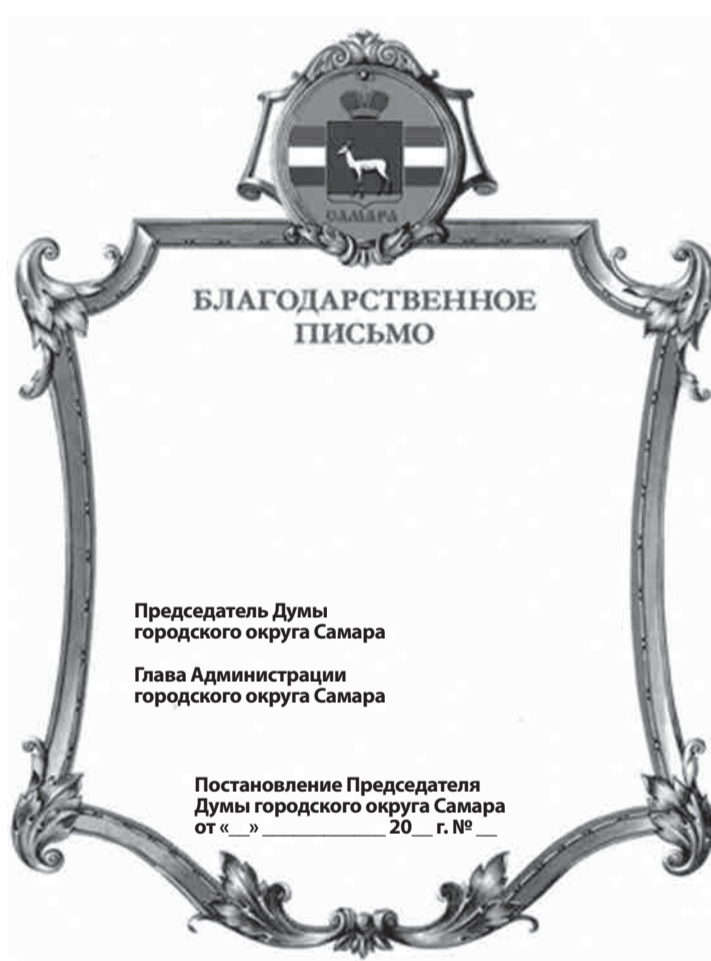 САМАРА
БЛАГОДАРСТВЕННОЕ
ПИСЬМО
Председатель Думы
городского округа Самара
Глава Администрации
городского округа Самара
Постановление Председателя
Думы городского округа Самара
от «__» ____________ 20__ г. № __